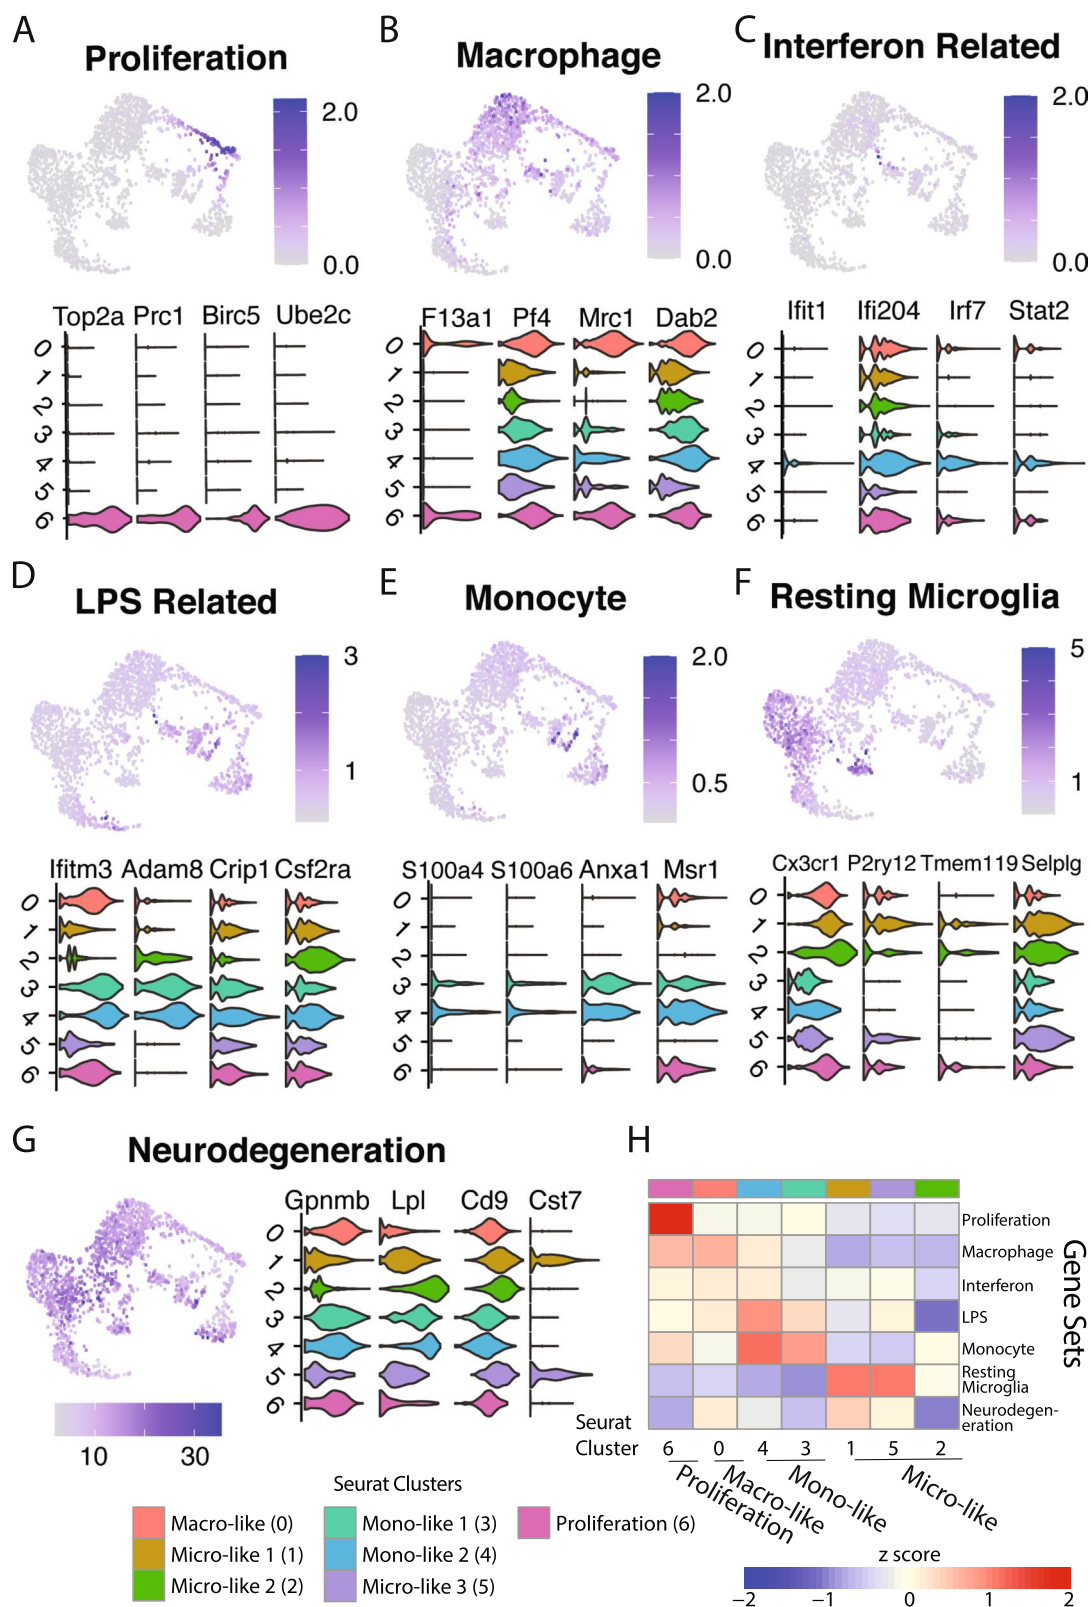 A
Proliferation
2.0
0.0
Top2a Prc1 Birc5 Ube2c
0
1
2
3
4
5
6
B
Macrophage
2.0
0.0
F13a1 Pf4 Mrc1 Dab2
0
1
2
3
4
5
6
C
Interferon Related
2.0
0.0
Ifit1 Ifi204 Irf7 Stat2
0
1
2
3
4
5
6
D
LPS Related
3
1
Ifitm3 Adam8 Crip1 Csf2ra
0
1
2
3
4
5
6
E
Monocyte
2.0
0.5
S100a4 S100a6 Anxa1 Msr1
0
1
2
3
4
5
6
F
Resting Microglia
5
1
Cx3cr1 P2ry12 Tmem119 Selplg
0
1
2
3
4
5
6
G
Neurodegeneration
10 30
Gpnmb Lpl Cd9 Cst7
0
1
2
3
4
5
6
H
Proliferation
Macrophage
Interferon
LPS
Monocyte
Resting
Microglia
Neurodegen-
eration
Gene Sets
Seurat
Cluster 6 0 4 3 1 5 2
Proliferation
Macro-like
Mono-like
Micro-like
Seurat Clusters
Macro-like (0)
Micro-like 1 (1)
Micro-like 2 (2)
Mono-like 1 (3)
Mono-like 2 (4)
Micro-like 3 (5)
Proliferation (6)
z score
−2 −1 0 1 2